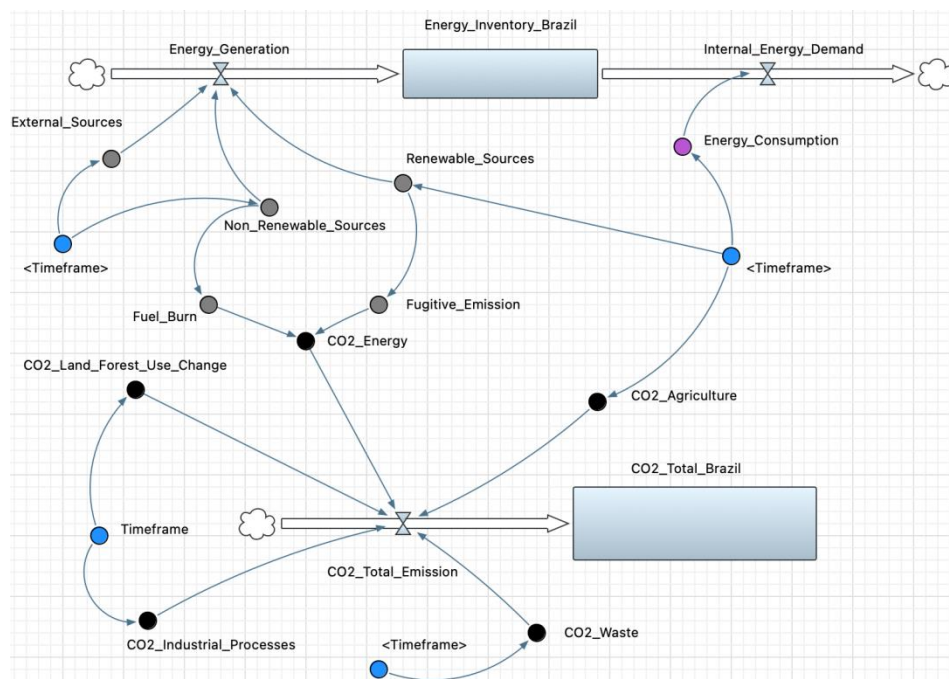 Energy_Inventory_Brazil
Energy_Generation
Internal_Energy_Demand
External_Sources
Energy_Consumption
Renewable_Sources
Non_Renewable_Sources
<Timeframe>
<Timeframe>
Fuel_Burn
Fugitive_Emission
CO2_Energy
CO2_Land_Forest_Use_Change
CO2_Agriculture
CO2_Total_Brazil
Timeframe
CO2_Total_Emission
CO2_Industrial_Processes
<Timeframe>
CO2_Waste